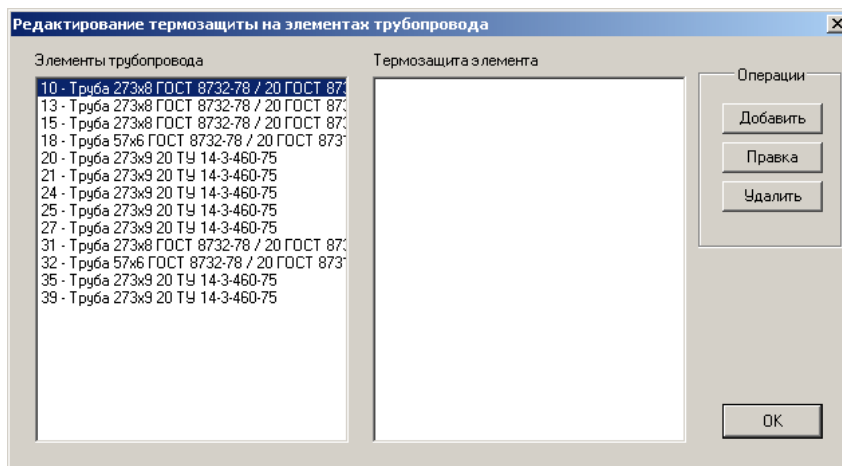 Редактирование термозащиты на элементах трубопровода
Элементы трубопровода
10 - Труба 273x8 ГОСТ 8732-78 / 20 ГОСТ 873
13 - Труба 273x8 ГОСТ 8732-78 / 20 ГОСТ 873
15 - Труба 273x8 ГОСТ 8732-78 / 20 ГОСТ 873
18 - Труба 57x6 ГОСТ 8732-78 / 20 ГОСТ 873
20 - Труба 273x9 20 ТУ 14-3-460-75
21 - Труба 273x9 20 ТУ 14-3-460-75
24 - Труба 273x9 20 ТУ 14-3-460-75
25 - Труба 273x9 20 ТУ 14-3-460-75
27 - Труба 273x9 20 ТУ 14-3-460-75
31 - Труба 273x8 ГОСТ 8732-78 / 20 ГОСТ 873
32 - Труба 57x6 ГОСТ 8732-78 / 20 ГОСТ 873
35 - Труба 273x9 20 ТУ 14-3-460-75
39 - Труба 273x9 20 ТУ 14-3-460-75
Термозащита элемента
Операции
Добавить
Правка
Удалить
OK